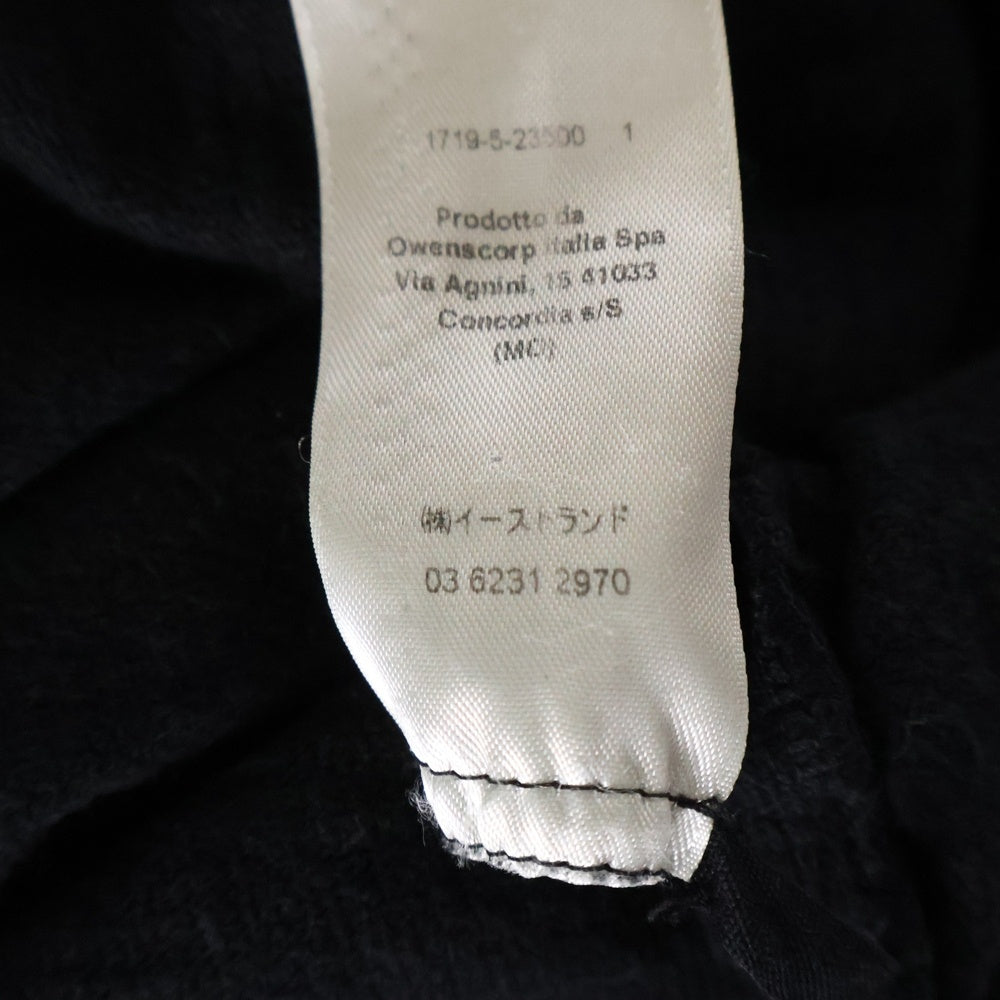 1719-5-23500 1
Prodotto da
Owenscorp Italia Spa
Via Agnini, 15 41033
Concordia s/S
(MO)
(株)イーストランド
03 6231 2970